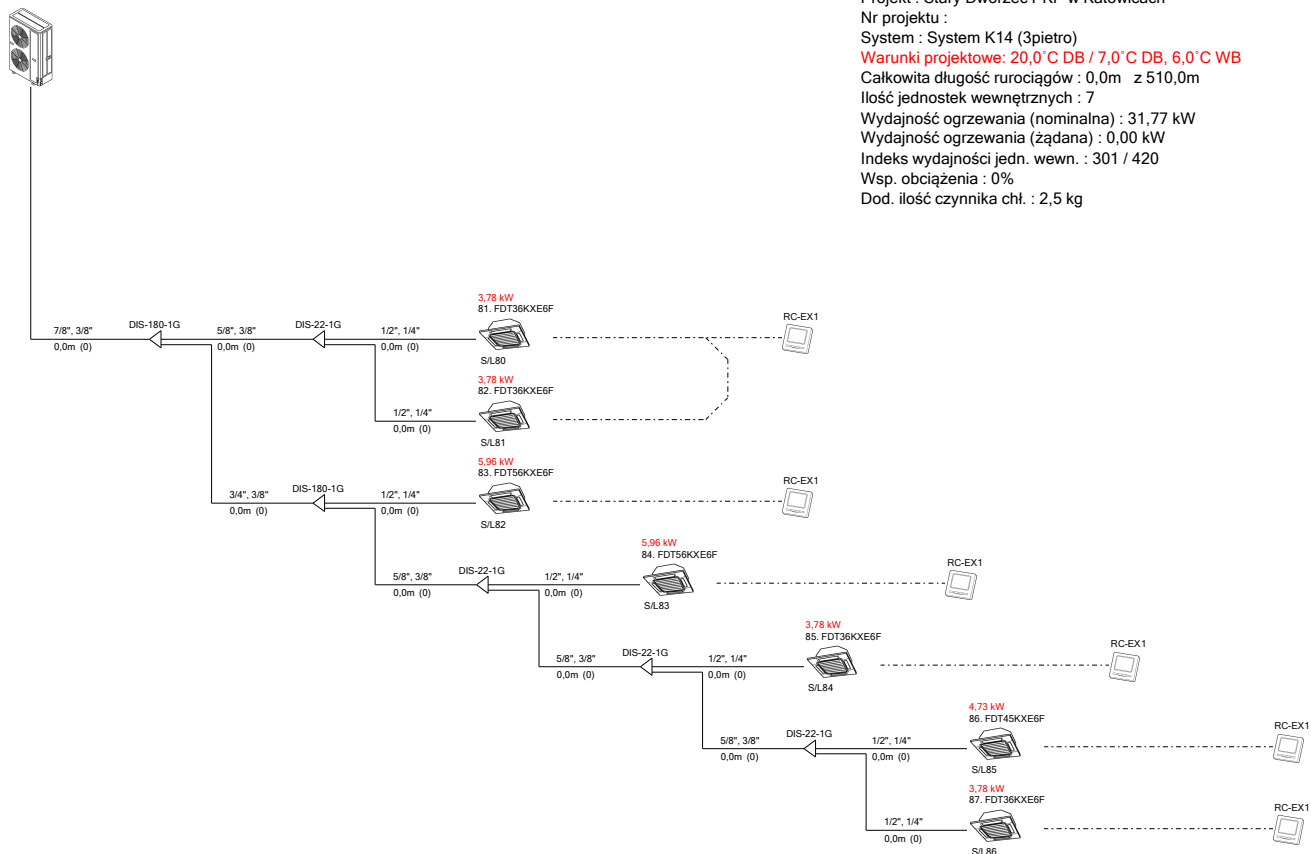 Nr projektu :
System : System K14 (3pietro)
Warunki projektowe: 20,0˚C DB / 7,0˚C DB, 6,0˚C WB
Całkowita długość rurociągów : 0,0m z 510,0m
Ilość jednostek wewnętrznych : 7
Wydajność ogrzewania (nominalna) : 31,77 kW
Wydajność ogrzewania (żądana) : 0,00 kW
Indeks wydajności jedn. wewn. : 301 / 420
Wsp. obciążenia : 0%
Dod. ilość czynnika chł. : 2,5 kg
3,78 kW
81. FDT36KXE6F
RC-EX1
7/8", 3/8"
DIS-180-1G
5/8", 3/8"
DIS-22-1G
1/2", 1/4"
0,0m (0)
0,0m (0)
0,0m (0)
S/L80
3,78 kW
82. FDT36KXE6F
1/2", 1/4"
0,0m (0)
S/L81
5,96 kW
83. FDT56KXE6F
RC-EX1
3/4", 3/8"
DIS-180-1G
1/2", 1/4"
0,0m (0)
0,0m (0)
S/L82
5,96 kW
84. FDT56KXE6F
RC-EX1
5/8", 3/8"
DIS-22-1G
1/2", 1/4"
0,0m (0)
0,0m (0)
S/L83
3,78 kW
85. FDT36KXE6F
RC-EX1
5/8", 3/8"
DIS-22-1G
1/2", 1/4"
0,0m (0)
0,0m (0)
S/L84
4,73 kW
86. FDT45KXE6F
RC-EX1
5/8", 3/8"
DIS-22-1G
1/2", 1/4"
0,0m (0)
0,0m (0)
S/L85
3,78 kW
87. FDT36KXE6F
RC-EX1
1/2", 1/4"
0,0m (0)
S/L86